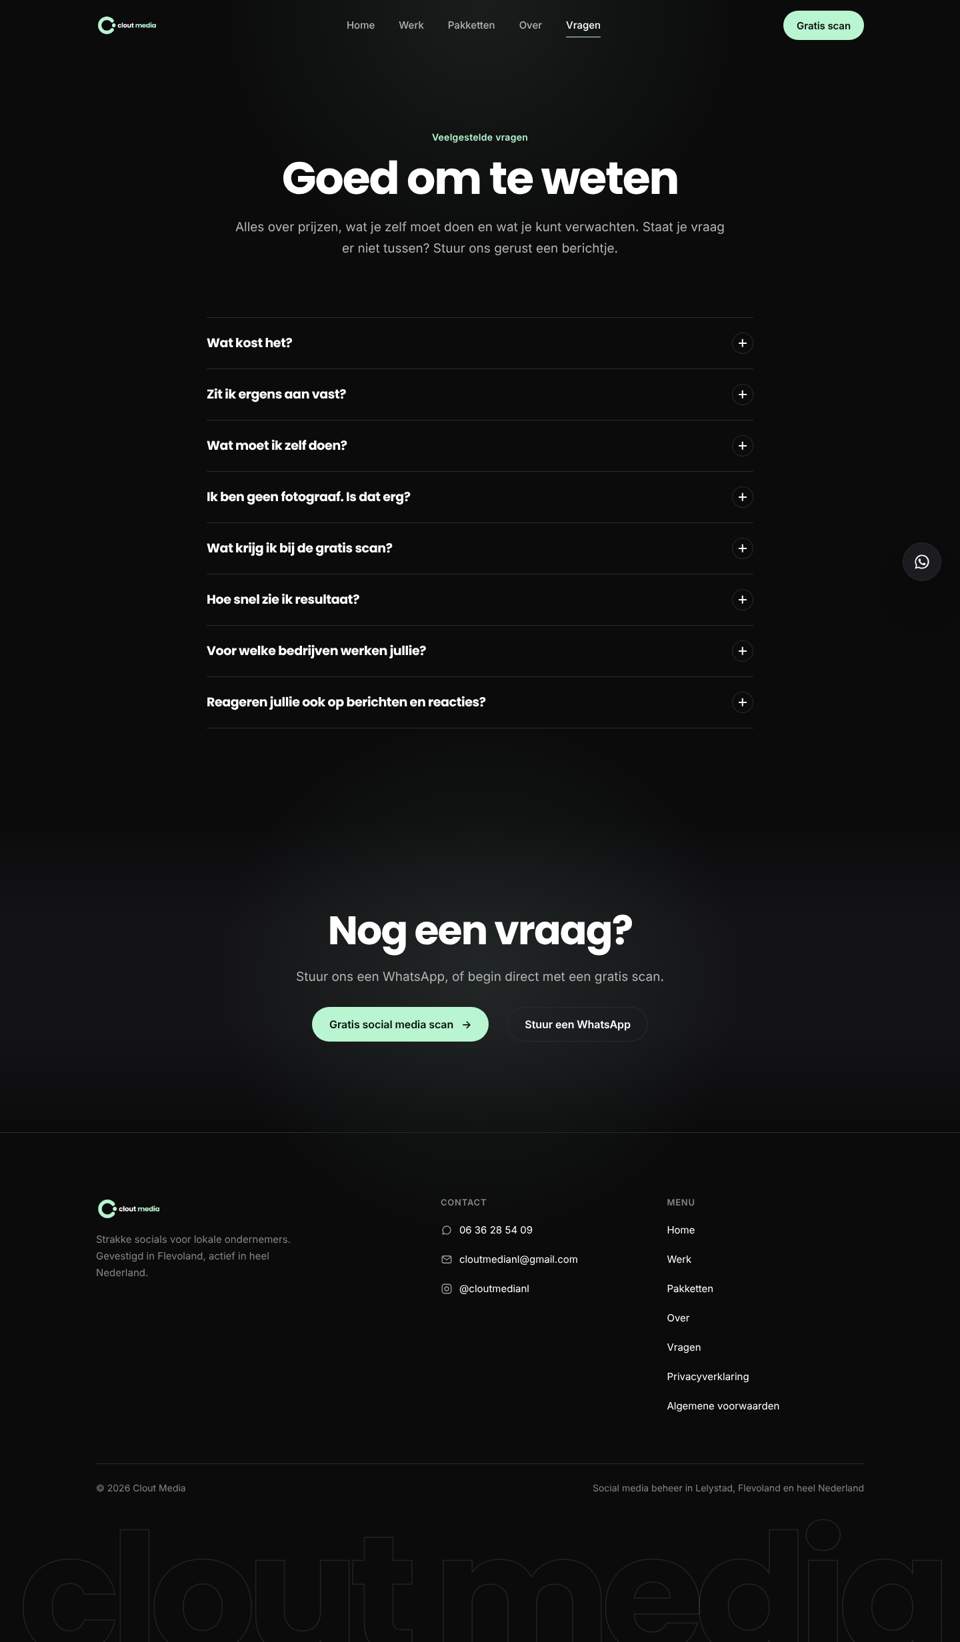 clout media
Home
Werk
Pakketten
Over
Vragen
Gratis scan
Veelgestelde vragen
Goed om te weten
Alles over prijzen, wat je zelf moet doen en wat je kunt verwachten. Staat je vraag
er niet tussen? Stuur ons gerust een berichtje.
Wat kost het?
Zit ik ergens aan vast?
Wat moet ik zelf doen?
Ik ben geen fotograaf. Is dat erg?
Wat krijg ik bij de gratis scan?
Hoe snel zie ik resultaat?
Voor welke bedrijven werken jullie?
Reageren jullie ook op berichten en reacties?
Nog een vraag?
Stuur ons een WhatsApp, of begin direct met een gratis scan.
Gratis social media scan →
Stuur een WhatsApp
clout media
Strakke socials voor lokale ondernemers.
Gevestigd in Flevoland, actief in heel
Nederland.
CONTACT
06 36 28 54 09
cloutmedianl@gmail.com
@cloutmedianl
MENU
Home
Werk
Pakketten
Over
Vragen
Privacyverklaring
Algemene voorwaarden
© 2026 Clout Media
Social media beheer in Lelystad, Flevoland en heel Nederland
clout media